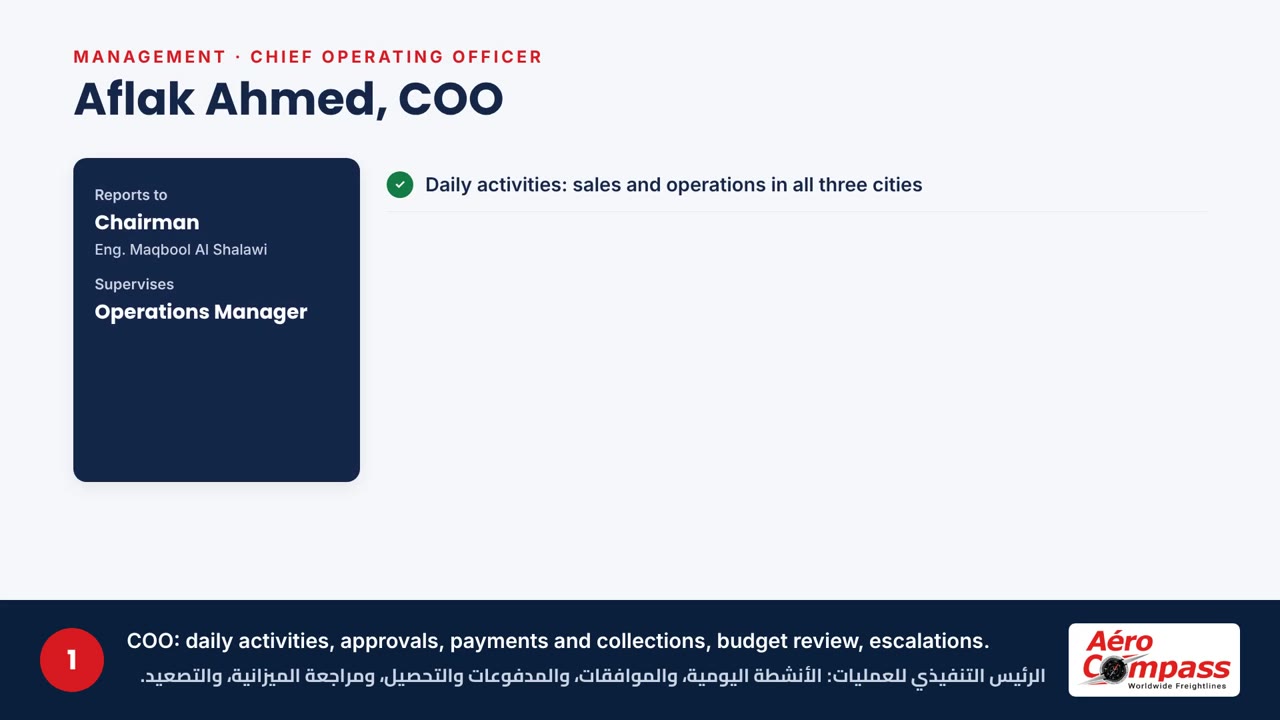 MANAGEMENT · CHIEF OPERATING OFFICER
Aflak Ahmed, COO
Reports to
Chairman
Eng. Maqbool Al Shalawi
Supervises
Operations Manager
Daily activities: sales and operations in all three cities
1
COO: daily activities, approvals, payments and collections, budget review, escalations.
الرئيس التنفيذي للعمليات: الأنشطة اليومية، والموافقات، والمدفوعات والتحصيل، ومراجعة الميزانية، والتصعيد.
Aéro
Compass
Worldwide Freightlines